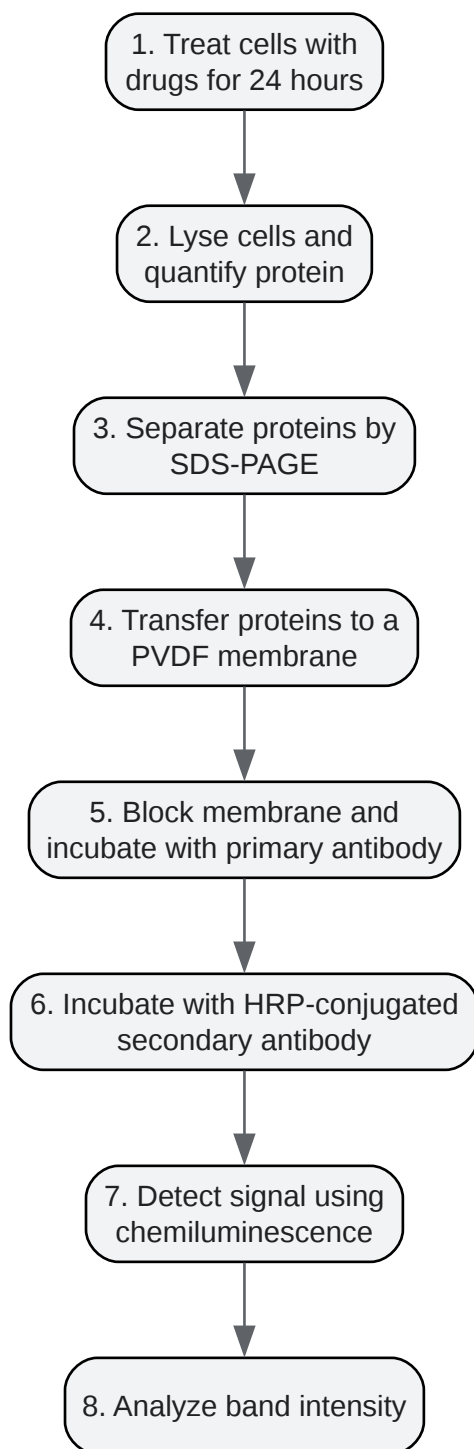 1. Treat cells with
drugs for 24 hours
2. Lyse cells and
quantify protein
3. Separate proteins by
SDS-PAGE
4. Transfer proteins to a
PVDF membrane
5. Block membrane and
incubate with primary antibody
6. Incubate with HRP-conjugated
secondary antibody
7. Detect signal using
chemiluminescence
8. Analyze band intensity